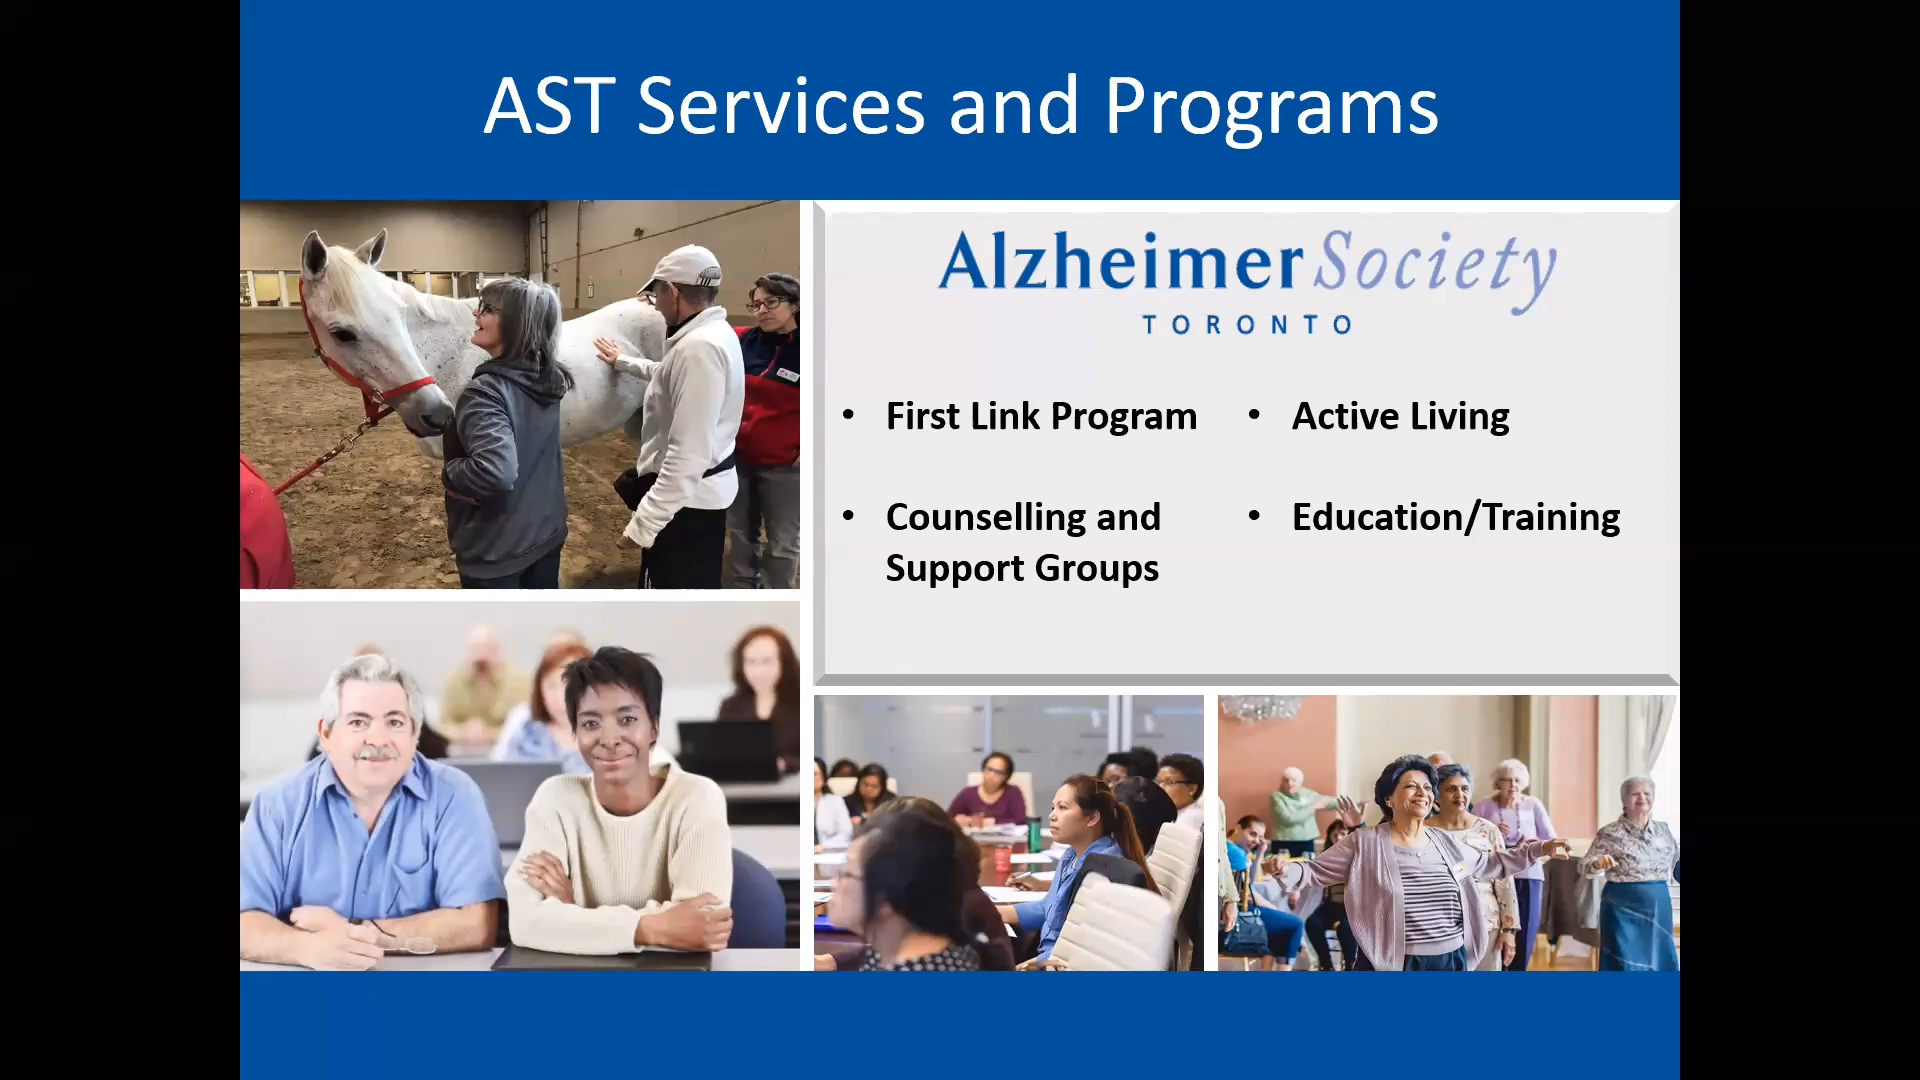 AST Services and Programs
Alzheimer Society
TORONTO
• First Link Program
• Counselling and
Support Groups
• Active Living
• Education/Training